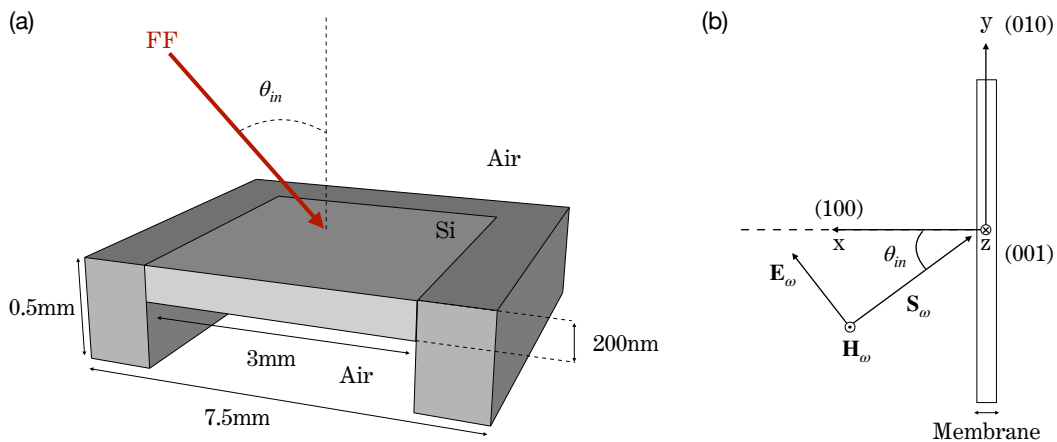 (a)
FF
θin
Air
Si
0.5mm
3mm
200nm
Air
7.5mm
(b)
y (010)
(100)
x
z
(001)
θin
Eω
Sω
Hω
Membrane